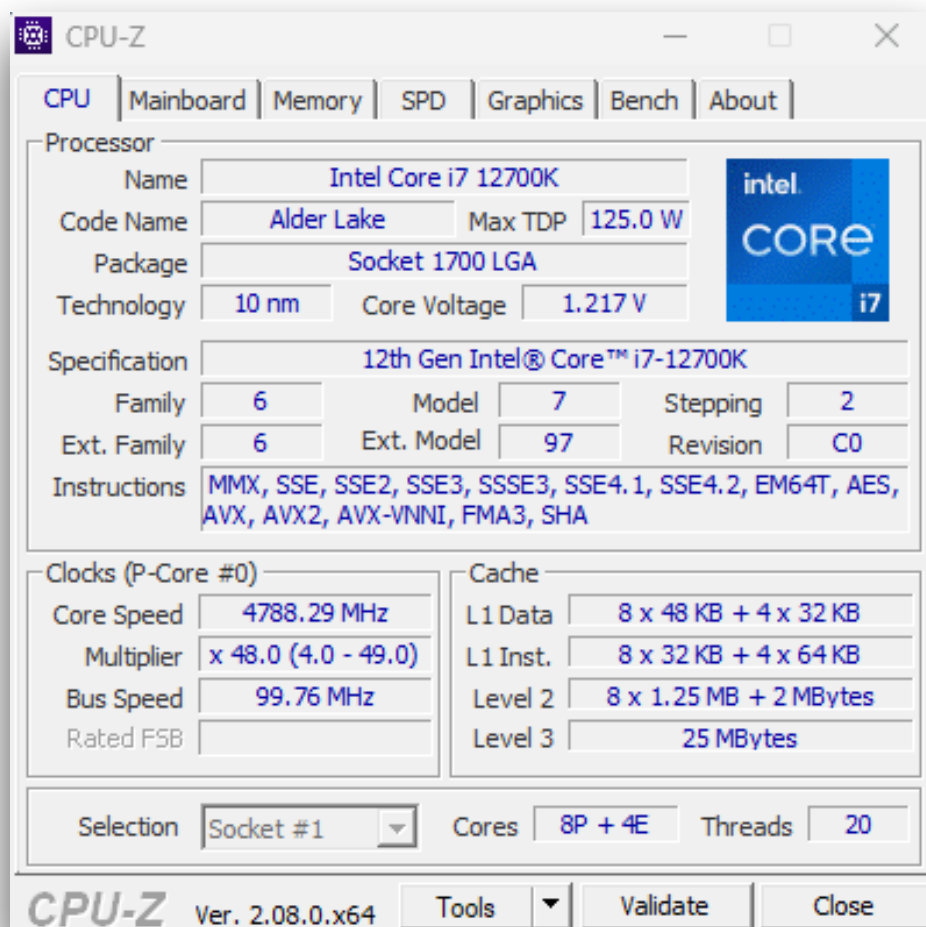 CPU-Z
CPU Mainboard Memory SPD Graphics Bench About
Processor
Name Intel Core i7 12700K
Code Name Alder Lake Max TDP 125.0 W
Package Socket 1700 LGA
Technology 10 nm Core Voltage 1.217 V
intel.
CORE
i7
Specification 12th Gen Intel® Core™ i7-12700K
Family 6 Model 7 Stepping 2
Ext. Family 6 Ext. Model 97 Revision C0
Instructions MMX, SSE, SSE2, SSE3, SSSE3, SSE4.1, SSE4.2, EM64T, AES,
AVX, AVX2, AVX-VNNI, FMA3, SHA
Clocks (P-Core #0)
Core Speed 4788.29 MHz
Multiplier x 48.0 (4.0 - 49.0)
Bus Speed 99.76 MHz
Rated FSB
Cache
L1 Data 8 x 48 KB + 4 x 32 KB
L1 Inst. 8 x 32 KB + 4 x 64 KB
Level 2 8 x 1.25 MB + 2 MBytes
Level 3 25 MBytes
Selection Socket #1 Cores 8P + 4E Threads 20
CPU-Z Ver. 2.08.0.x64 Tools Validate Close